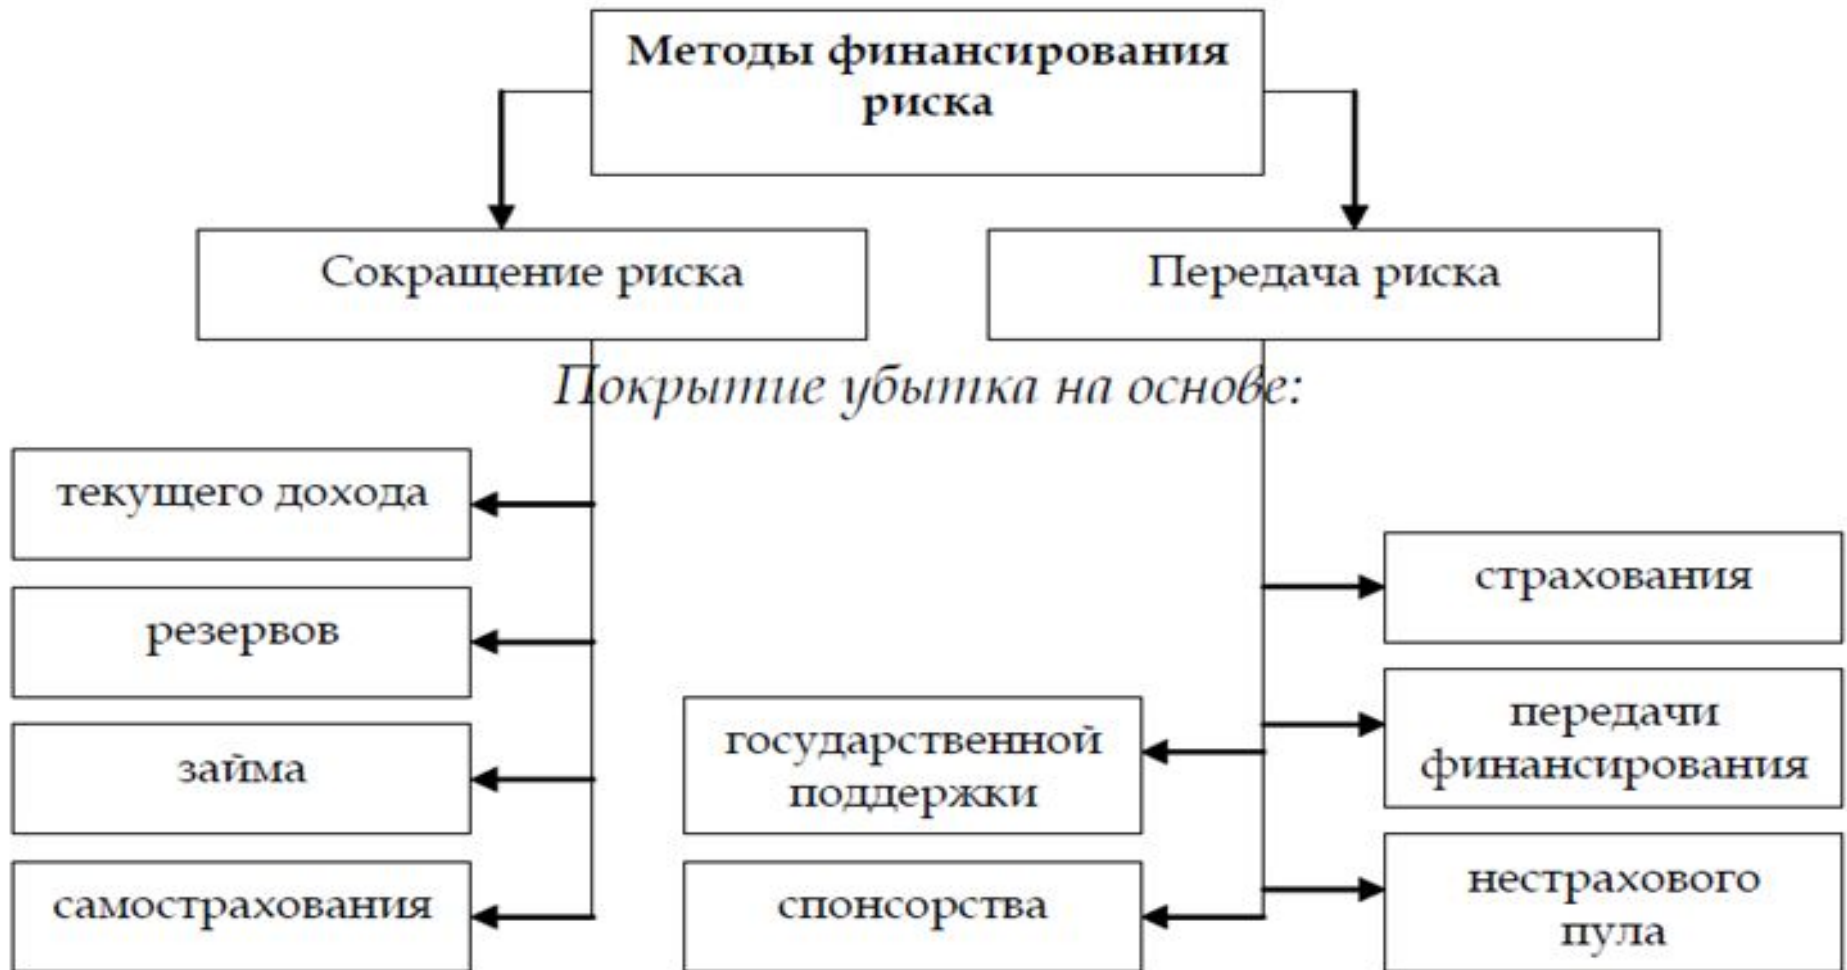 Методы финансирования
риска
Сокращение риска
Передача риска
Покрытие убытка на основе:
текущего дохода
резервов
займа
самострахования
государственной
поддержки
спонсорства
страхования
передачи
финансирования
нестрахового
пула